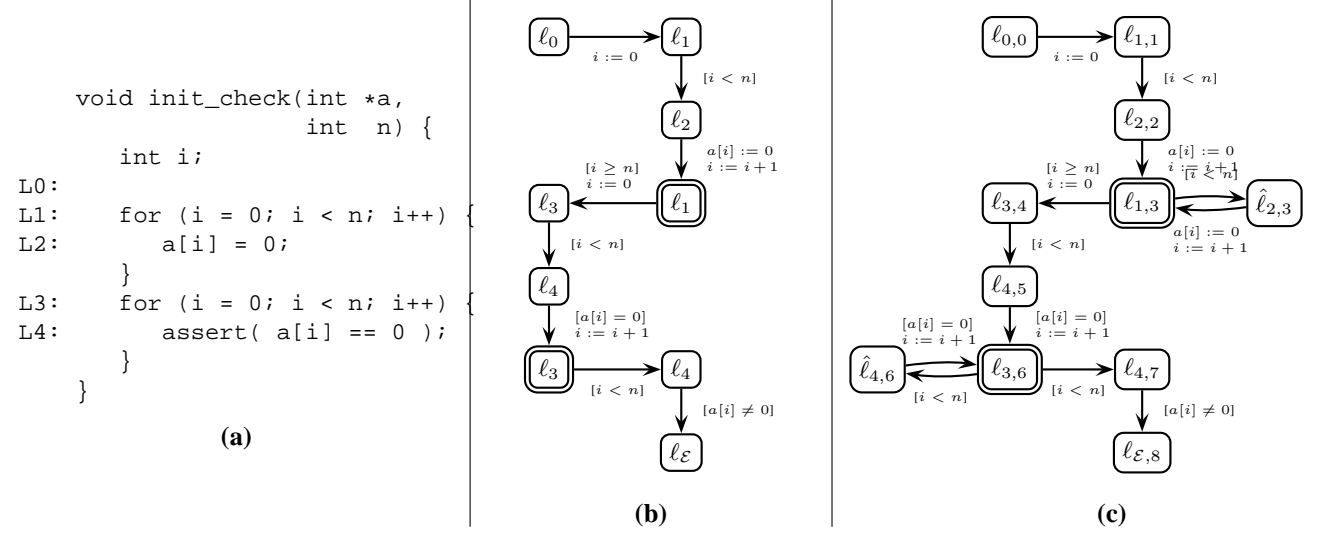 void init_check(int *a,
int n) {
int i;
L0:
L1: for (i = 0; i < n; i++) {
L2: a[i] = 0;
}
L3: for (i = 0; i < n; i++) {
L4: assert( a[i] == 0 );
}
}
(a)
ℓ₀
i := 0
ℓ₁
[i < n]
ℓ₂
a[i] := 0
i := i + 1
ℓ₁
[i ≥ n]
i := 0
ℓ₃
[i < n]
ℓ₄
[a[i] = 0]
i := i + 1
ℓ₃
[i < n]
ℓ₄
[a[i] ≠ 0]
ℓ_ℰ
(b)
ℓ₀,₀
i := 0
ℓ₁,₁
[i < n]
ℓ₂,₂
a[i] := 0
i := i + 1
ℓ₁,₃
[i < n]
ℓ̂₂,₃
a[i] := 0
i := i + 1
[i ≥ n]
i := 0
ℓ₃,₄
[i < n]
ℓ₄,₅
[a[i] = 0]
i := i + 1
ℓ₃,₆
[a[i] = 0]
i := i + 1
ℓ̂₄,₆
[i < n]
[i < n]
ℓ₄,₇
[a[i] ≠ 0]
ℓ_ℰ,₈
(c)